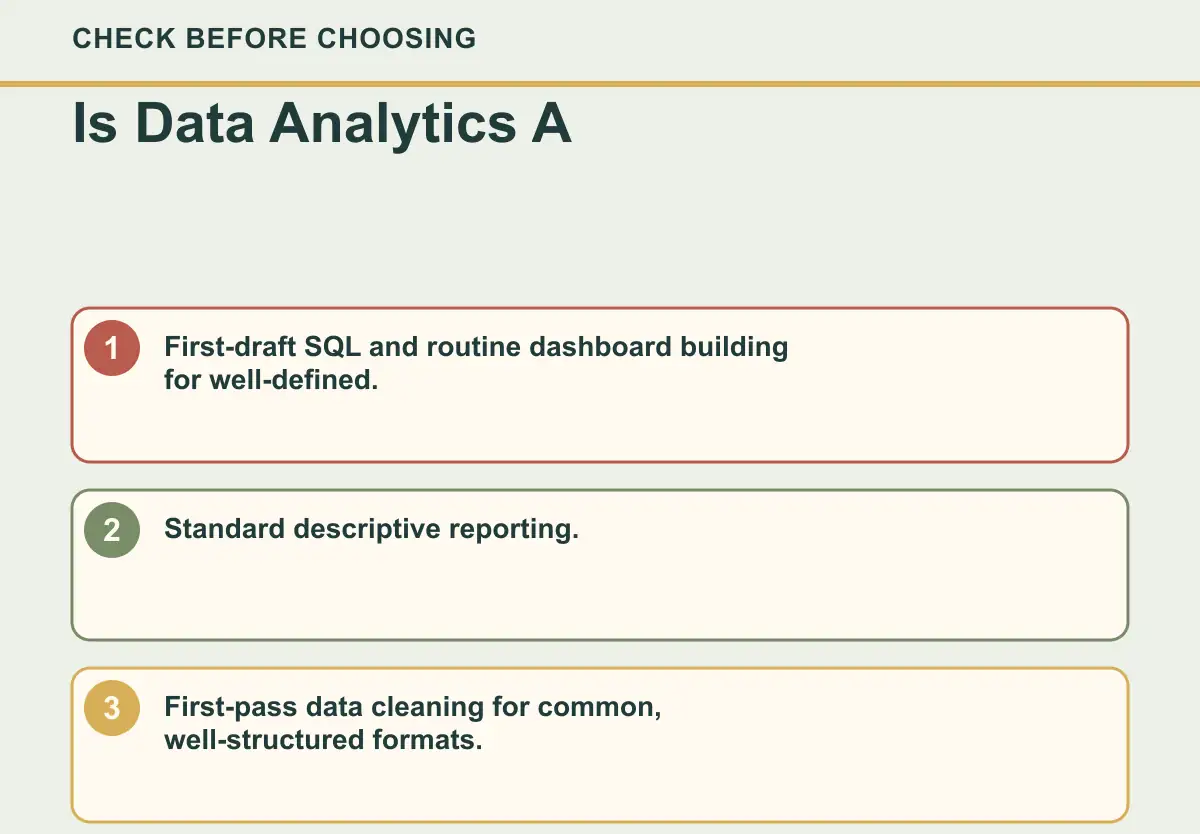 CHECK BEFORE CHOOSING
Is Data Analytics A
1
First-draft SQL and routine dashboard building
for well-defined.
2
Standard descriptive reporting.
3
First-pass data cleaning for common,
well-structured formats.